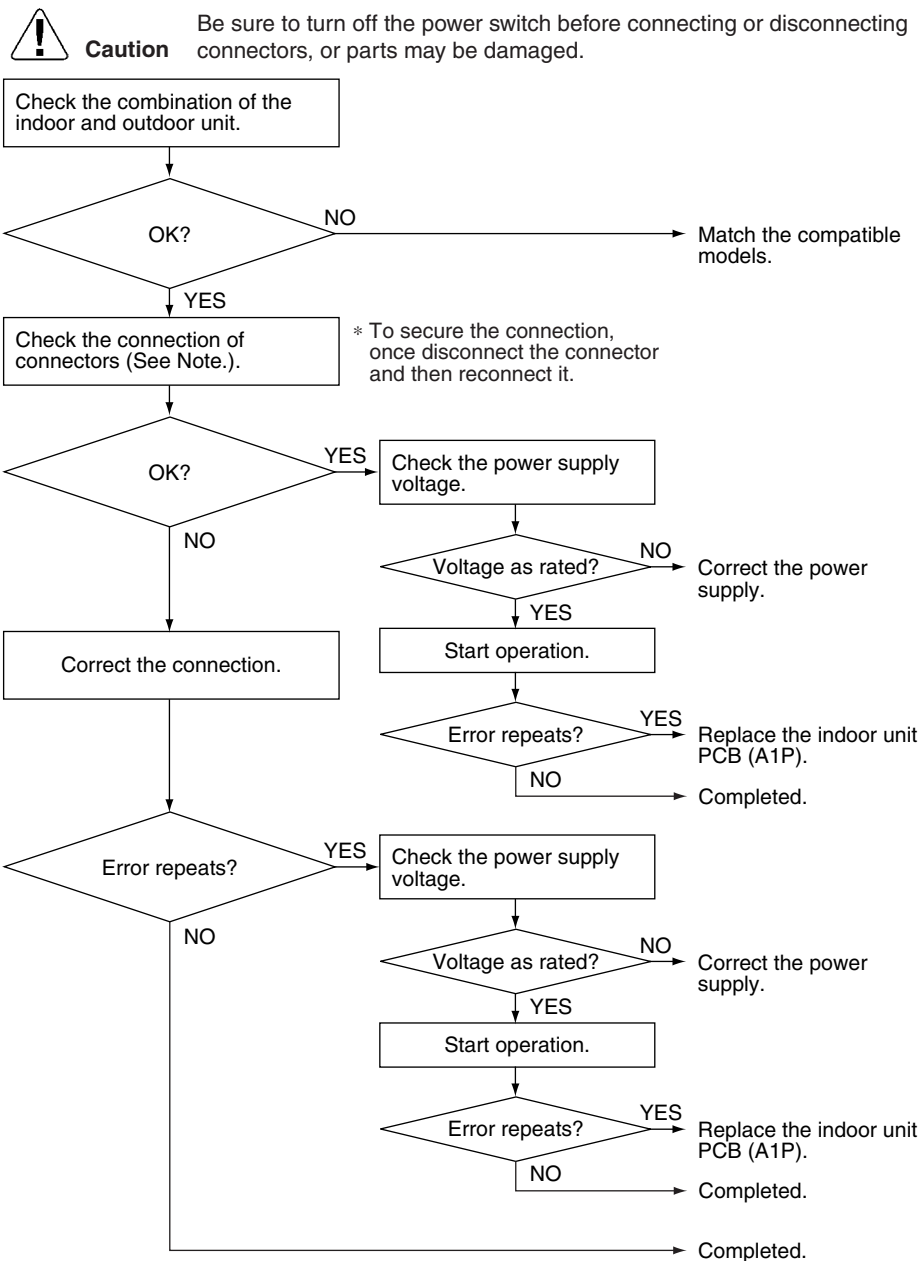 Be sure to turn off the power switch before connecting or disconnecting
Caution connectors, or parts may be damaged.
Check the combination of the
indoor and outdoor unit.
OK?
NO
Match the compatible
models.
YES
Check the connection of
connectors (See Note.).
* To secure the connection,
once disconnect the connector
and then reconnect it.
OK?
YES
Check the power supply
voltage.
NO
Voltage as rated?
NO
Correct the power
supply.
YES
Correct the connection.
Start operation.
Error repeats?
YES
Replace the indoor unit
PCB (A1P).
NO
Completed.
Error repeats?
YES
Check the power supply
voltage.
NO
Voltage as rated?
NO
Correct the power
supply.
YES
Start operation.
Error repeats?
YES
Replace the indoor unit
PCB (A1P).
NO
Completed.
Completed.